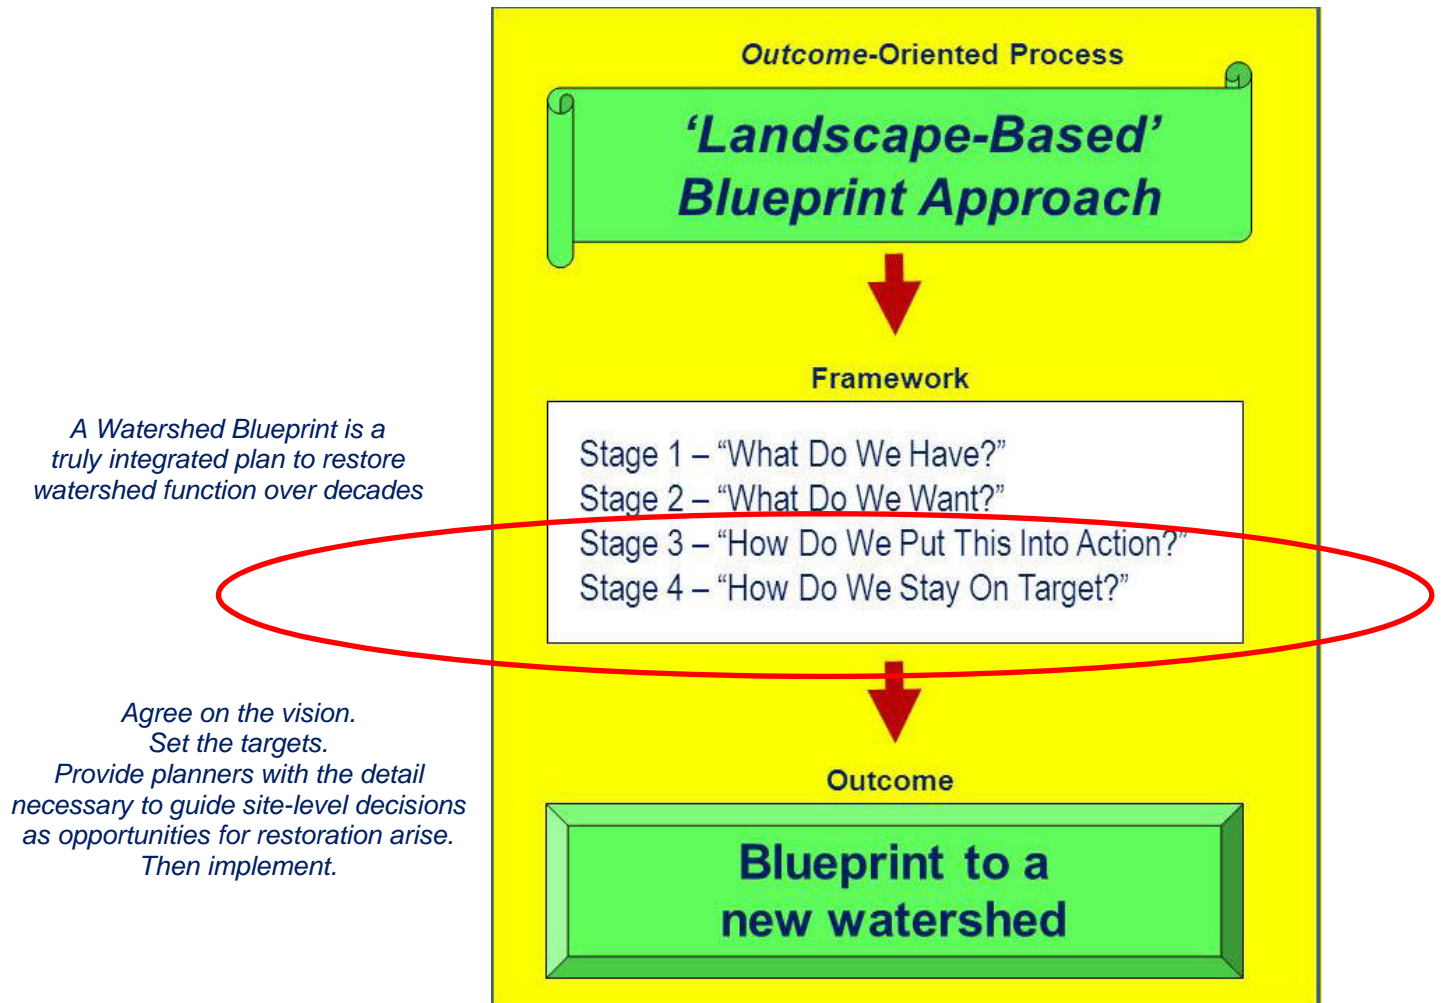 Outcome-Oriented Process
‘Landscape-Based’
Blueprint Approach
Framework
Stage 1 – “What Do We Have?”
Stage 2 – “What Do We Want?”
Stage 3 – “How Do We Put This Into Action?”
Stage 4 – “How Do We Stay On Target?”
Outcome
Blueprint to a
new watershed
A Watershed Blueprint is a
truly integrated plan to restore
watershed function over decades
Agree on the vision.
Set the targets.
Provide planners with the detail
necessary to guide site-level decisions
as opportunities for restoration arise.
Then implement.